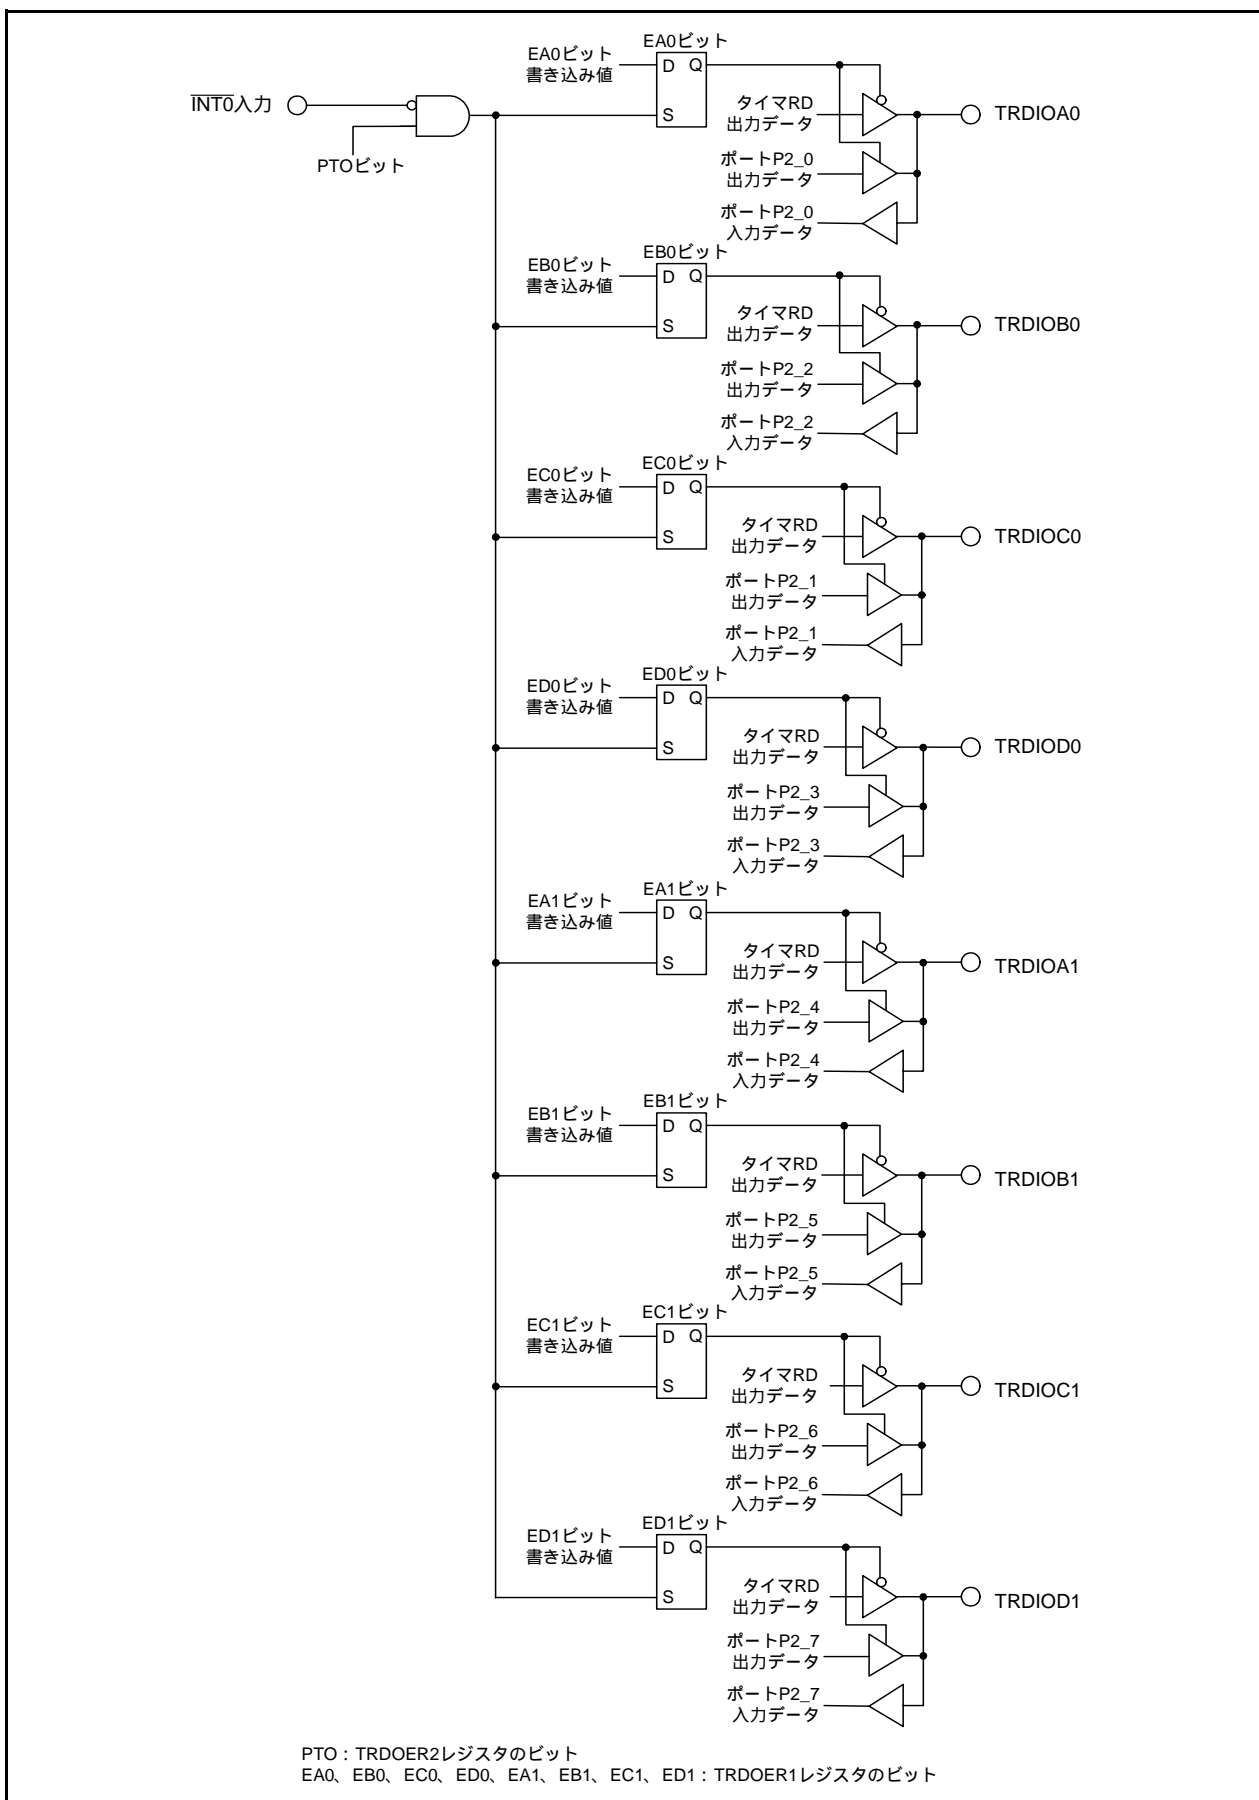 EA0ビット
EA0ビット
書き込み値
D Q
S
INT0入力
PTOビット
タイマRD
出力データ
TRDIOA0
ポートP2_0
出力データ
ポートP2_0
入力データ
EB0ビット
EB0ビット
書き込み値
D Q
S
タイマRD
出力データ
TRDIOB0
ポートP2_2
出力データ
ポートP2_2
入力データ
EC0ビット
EC0ビット
書き込み値
D Q
S
タイマRD
出力データ
TRDIOC0
ポートP2_1
出力データ
ポートP2_1
入力データ
ED0ビット
ED0ビット
書き込み値
D Q
S
タイマRD
出力データ
TRDIOD0
ポートP2_3
出力データ
ポートP2_3
入力データ
EA1ビット
EA1ビット
書き込み値
D Q
S
タイマRD
出力データ
TRDIOA1
ポートP2_4
出力データ
ポートP2_4
入力データ
EB1ビット
EB1ビット
書き込み値
D Q
S
タイマRD
出力データ
TRDIOB1
ポートP2_5
出力データ
ポートP2_5
入力データ
EC1ビット
EC1ビット
書き込み値
D Q
S
タイマRD
出力データ
TRDIOC1
ポートP2_6
出力データ
ポートP2_6
入力データ
ED1ビット
ED1ビット
書き込み値
D Q
S
タイマRD
出力データ
TRDIOD1
ポートP2_7
出力データ
ポートP2_7
入力データ
PTO：TRDOER2レジスタのビット
EA0、EB0、EC0、ED0、EA1、EB1、EC1、ED1：TRDOER1レジスタのビット